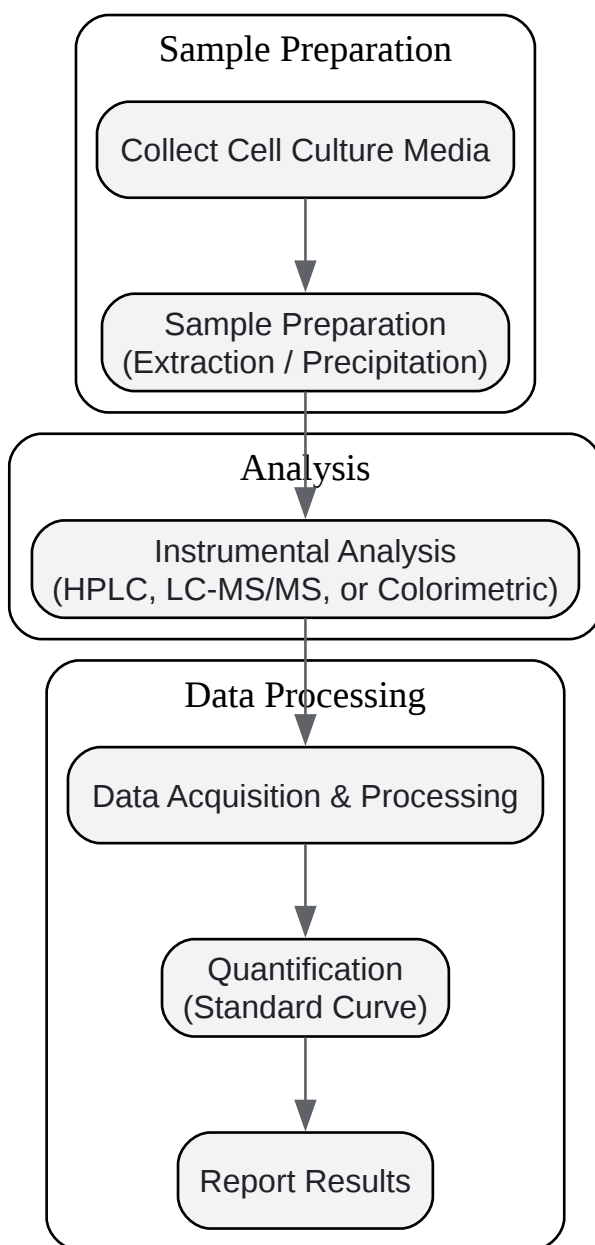 Sample Preparation
Collect Cell Culture Media
Sample Preparation
(Extraction / Precipitation)
Analysis
Instrumental Analysis
(HPLC, LC-MS/MS, or Colorimetric)
Data Processing
Data Acquisition & Processing
Quantification
(Standard Curve)
Report Results